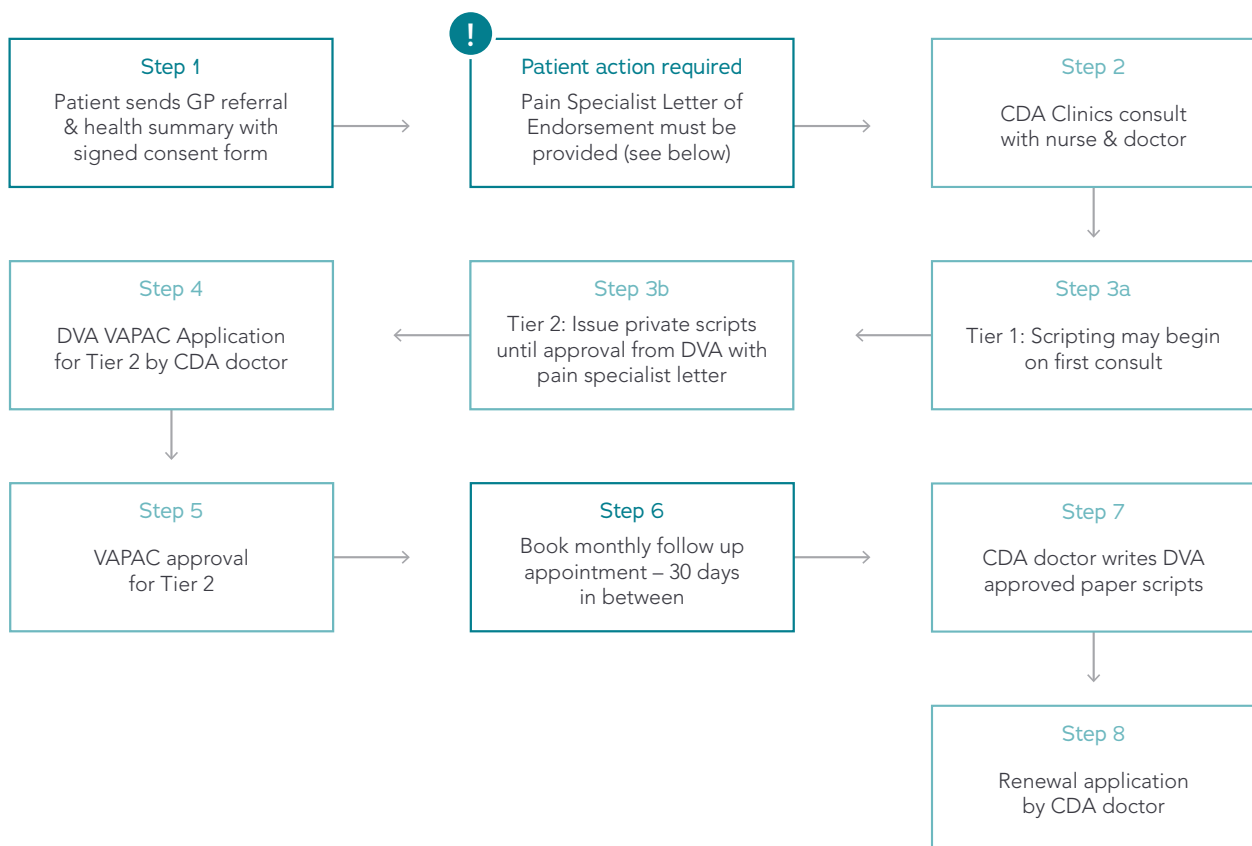 !
Step 1
Patient sends GP referral
& health summary with
signed consent form
Patient action required
Pain Specialist Letter of
Endorsement must be
provided (see below)
Step 2
CDA Clinics consult
with nurse & doctor
Step 3a
Tier 1: Scripting may begin
on first consult
Step 3b
Tier 2: Issue private scripts
until approval from DVA with
pain specialist letter
Step 4
DVA VAPAC Application
for Tier 2 by CDA doctor
Step 5
VAPAC approval
for Tier 2
Step 6
Book monthly follow up
appointment – 30 days
in between
Step 7
CDA doctor writes DVA
approved paper scripts
Step 8
Renewal application
by CDA doctor